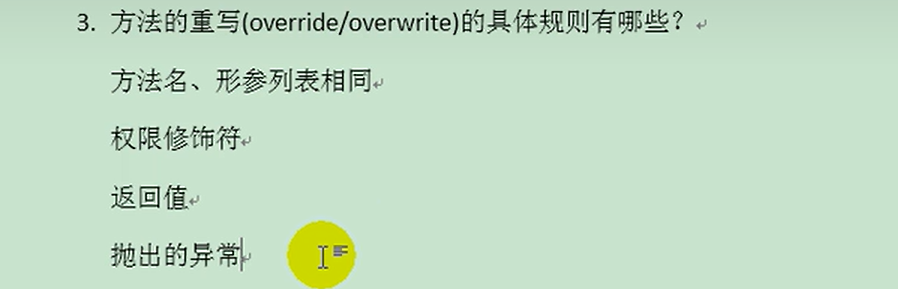 3. 方法的重写(override/overwrite)的具体规则有哪些？
方法名、形参列表相同
权限修饰符
返回值
抛出的异常